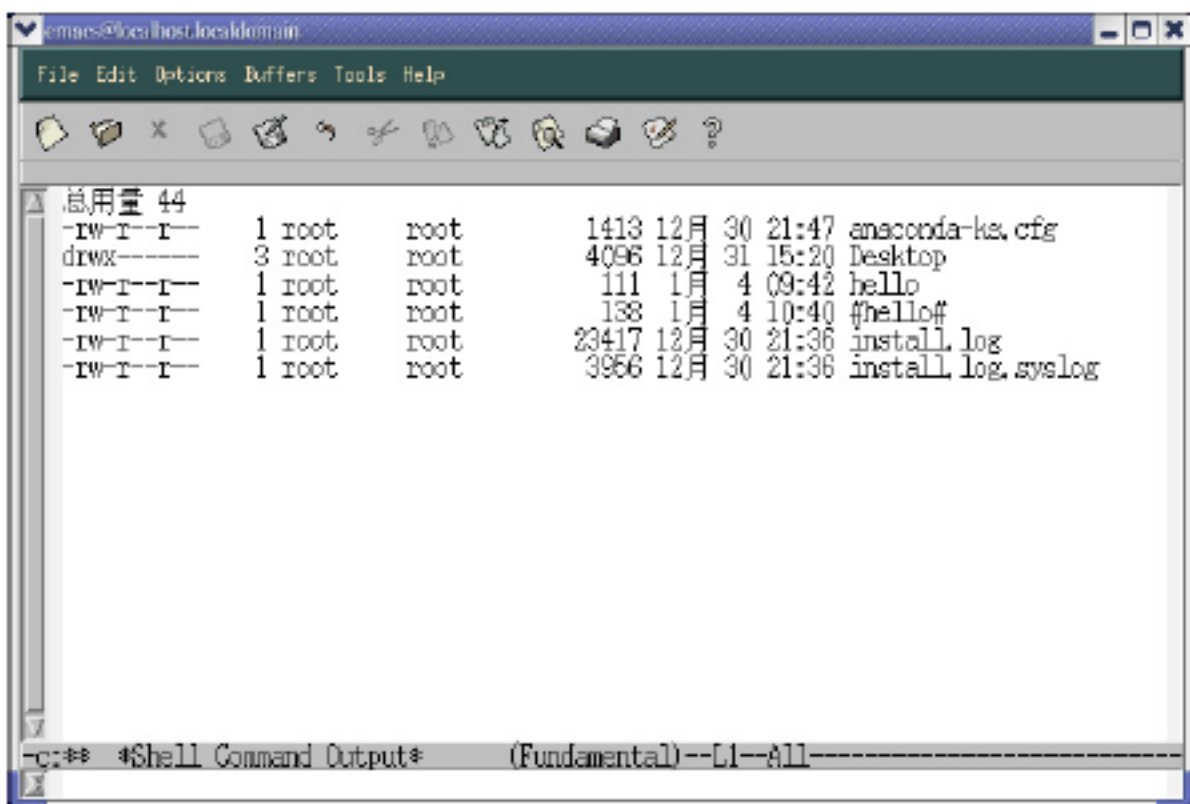 emacs@localhost.localdomain
File Edit Options Buffers Tools Help
总用量 44
-rw-r--r-- 1 root root 1413 12月 30 21:47 anaconda-ks.cfg
drwx------ 3 root root 4096 12月 31 15:20 Desktop
-rw-r--r-- 1 root root 111 1月 4 09:42 hello
-rw-r--r-- 1 root root 138 1月 4 10:40 #hello#
-rw-r--r-- 1 root root 23417 12月 30 21:36 install.log
-rw-r--r-- 1 root root 3956 12月 30 21:36 install.log.syslog
-c:** *Shell Command Output* (Fundamental)--L1--All----------------------------